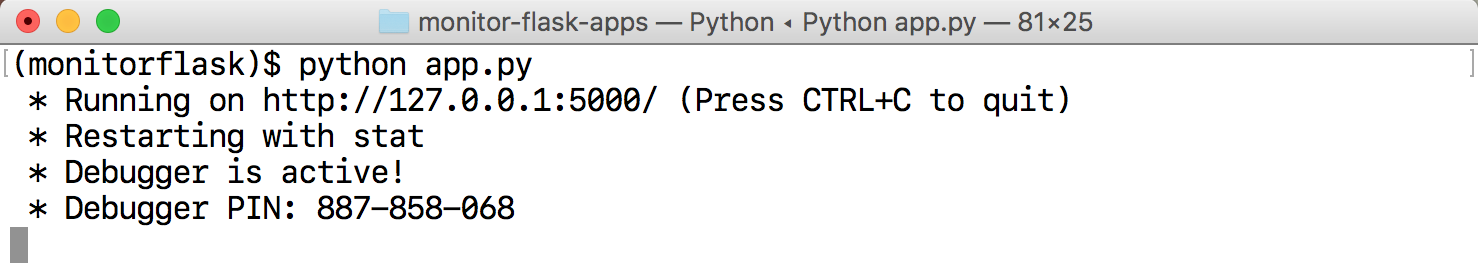 monitor-flask-apps — Python ◂ Python app.py — 81×25
[(monitorflask)$ python app.py ]
* Running on http://127.0.0.1:5000/ (Press CTRL+C to quit)
* Restarting with stat
* Debugger is active!
* Debugger PIN: 887-858-068